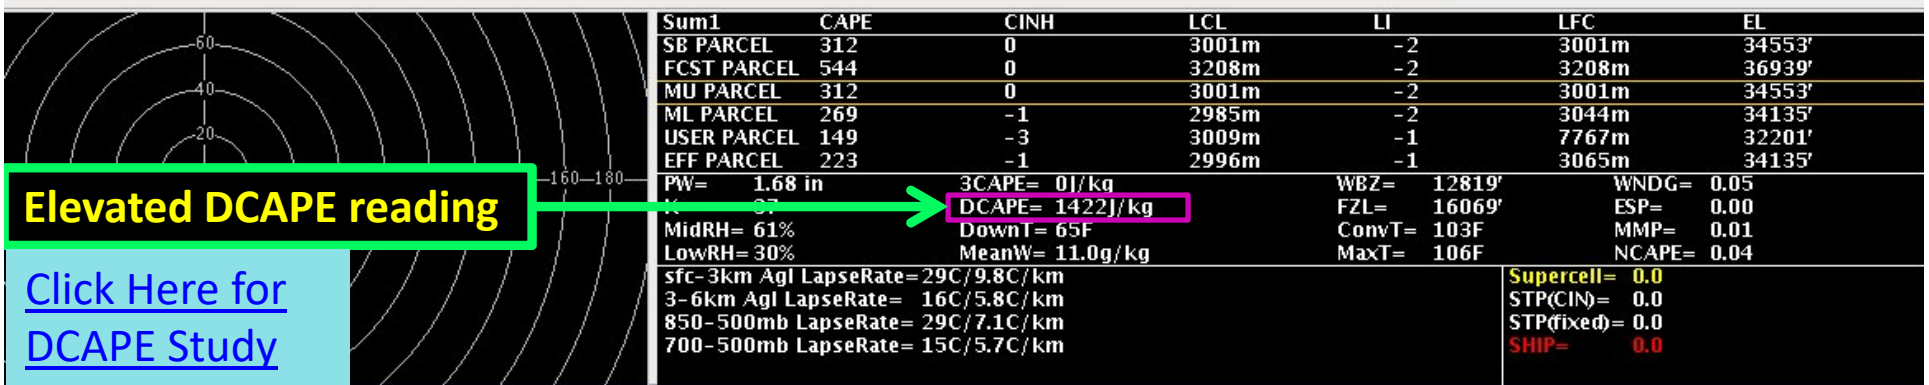 Sum1 CAPE CINH LCL LI LFC EL
SB PARCEL 312 0 3001m -2 3001m 34553'
FCST PARCEL 544 0 3208m -2 3208m 36939'
MU PARCEL 312 0 3001m -2 3001m 34553'
ML PARCEL 269 -1 2985m -2 3044m 34135'
USER PARCEL 149 -3 3009m -1 7767m 32201'
EFF PARCEL 223 -1 2996m -1 3065m 34135'
PW= 1.68 in 3CAPE= 0J/kg WBZ= 12819' WNDG= 0.05
DCAPE= 1422J/kg FZL= 16069' ESP= 0.00
MidRH= 61% DownT= 65F ConvT= 103F MMP= 0.01
LowRH= 30% MeanW= 11.0g/kg MaxT= 106F NCAPE= 0.04
sfc-3km Agl LapseRate=29C/9.8C/km
3-6km Agl LapseRate= 16C/5.8C/km
850-500mb LapseRate= 29C/7.1C/km
700-500mb LapseRate= 15C/5.7C/km
Supercell= 0.0
STP(CIN)= 0.0
STP(fixed)= 0.0
SHIP= 0.0
60
40
20
160 180
Elevated DCAPE reading
Click Here for
DCAPE Study